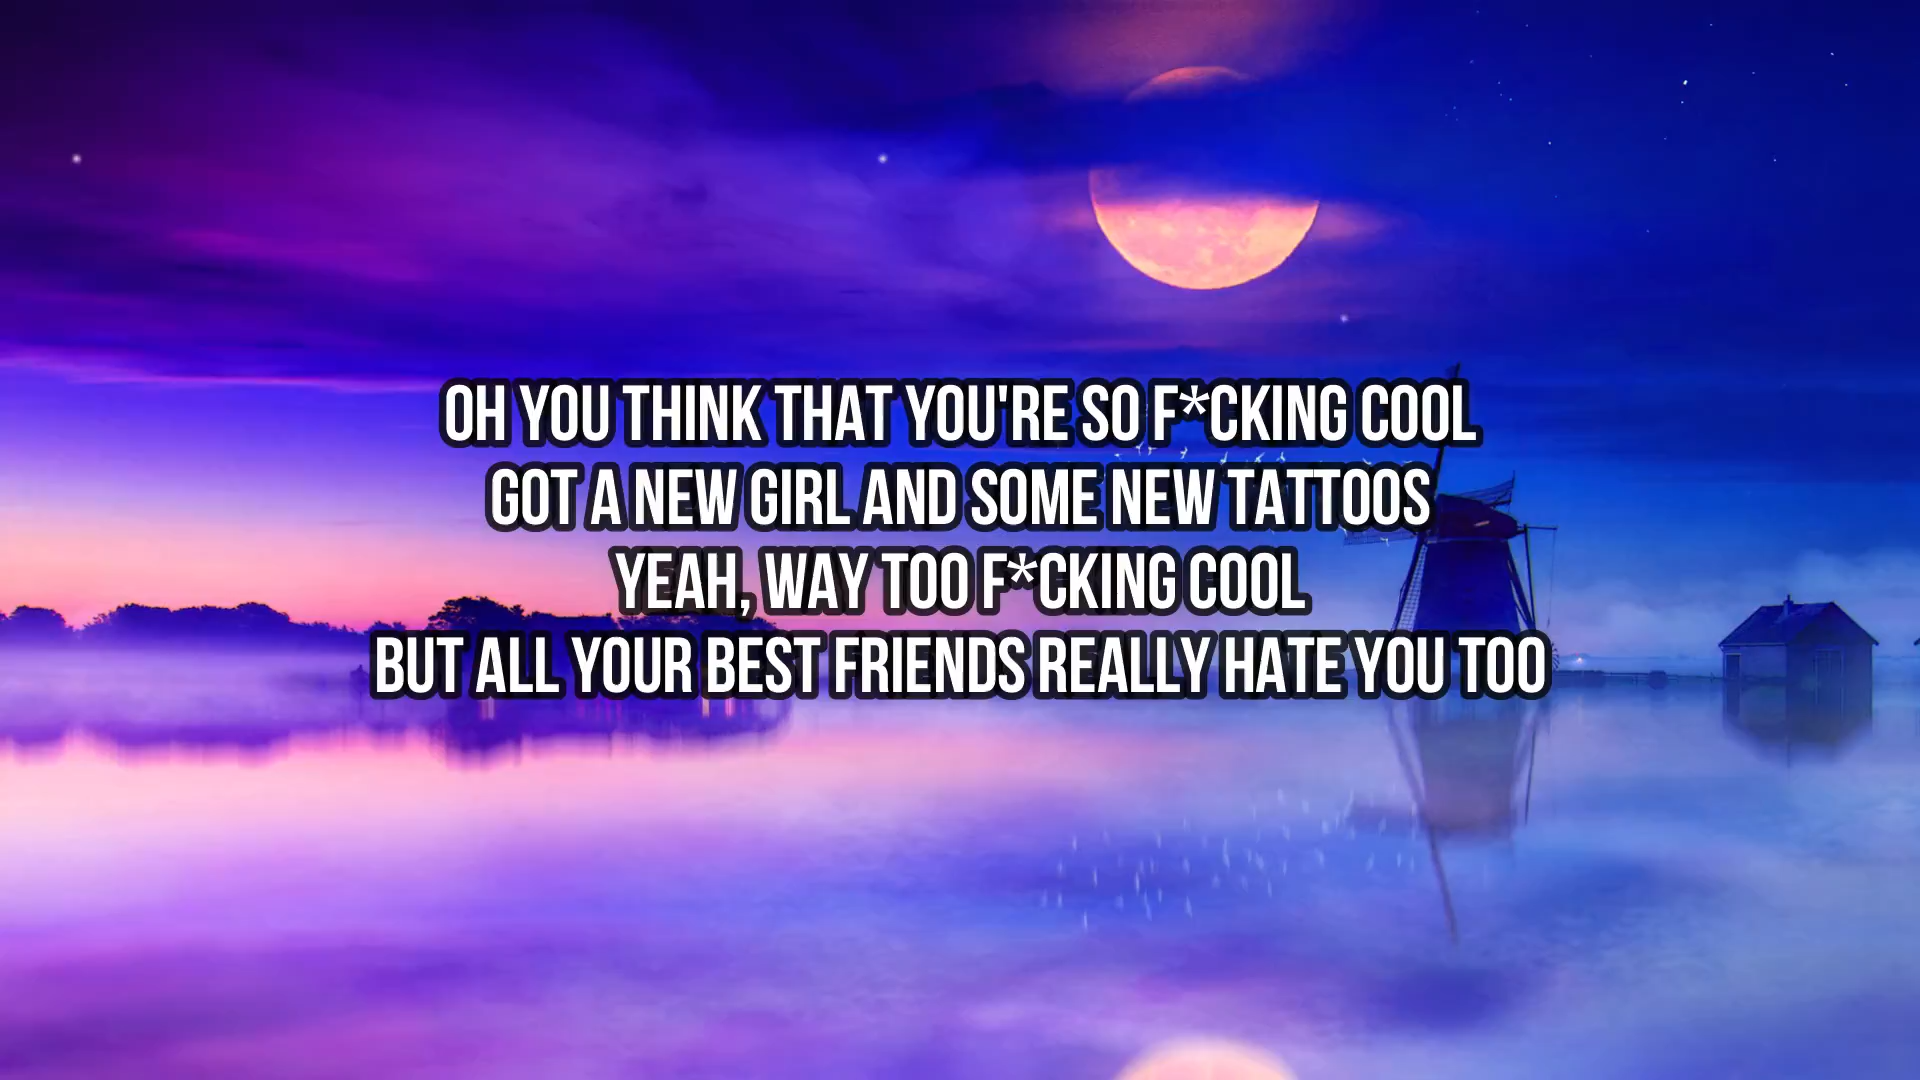 OH YOU THINK THAT YOU'RE SO F*CKING COOL
GOT A NEW GIRL AND SOME NEW TATTOOS
YEAH, WAY TOO F*CKING COOL
BUT ALL YOUR BEST FRIENDS REALLY HATE YOU TOO